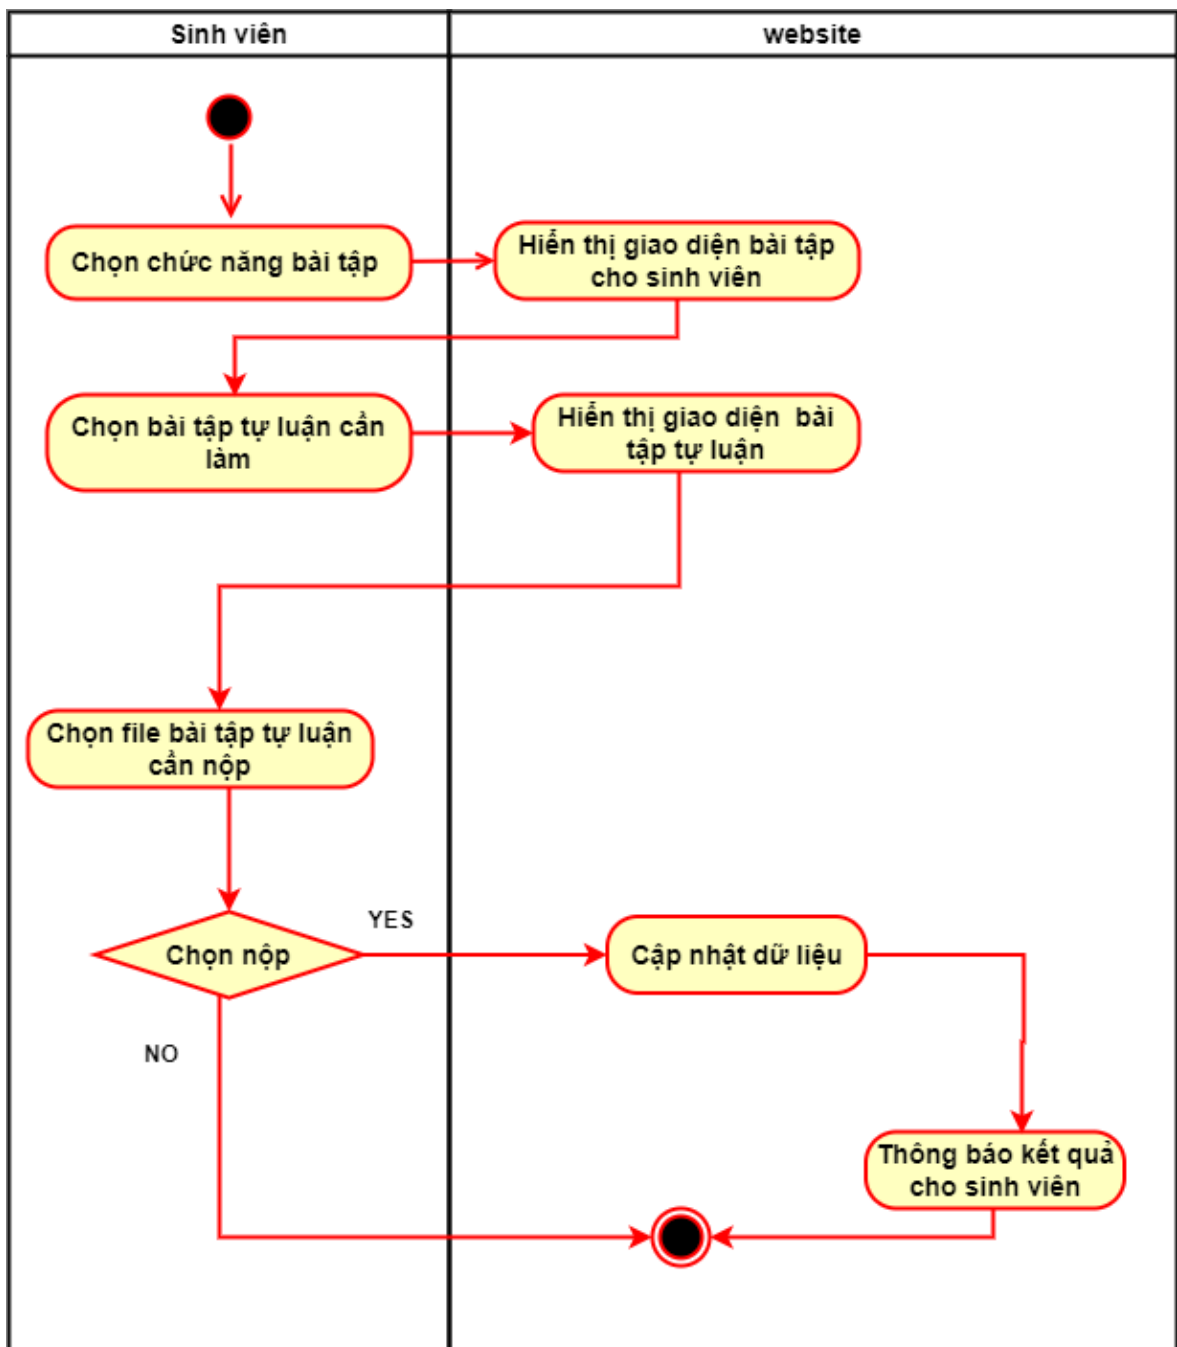 Sinh viên
website
Chọn chức năng bài tập
Hiển thị giao diện bài tập
cho sinh viên
Chọn bài tập tự luận cần
làm
Hiển thị giao diện  bài
tập tự luận
Chọn file bài tập tự luận
cần nộp
Chọn nộp
YES
Cập nhật dữ liệu
NO
Thông báo kết quả
cho sinh viên